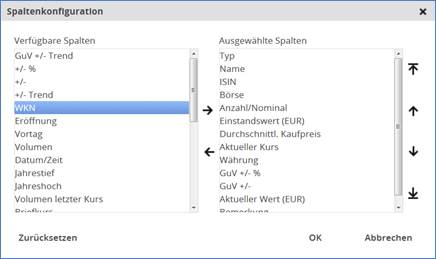 Spaltenkonfiguration
Verfügbare Spalten
GuV +/- Trend
+/- %
+/-
+/- Trend
WKN
Eröffnung
Vortag
Volumen
Datum/Zeit
Jahrestief
Jahreshoch
Volumen letzter Kurs
Briefkurs
Ausgewählte Spalten
Typ
Name
ISIN
Börse
Anzahl/Nominal
Einstandswert (EUR)
Durchschnittl. Kaufpreis
Aktueller Kurs
Währung
GuV +/- %
GuV +/-
Aktueller Wert (EUR)
Bemerkung
Zurücksetzen
OK
Abbrechen